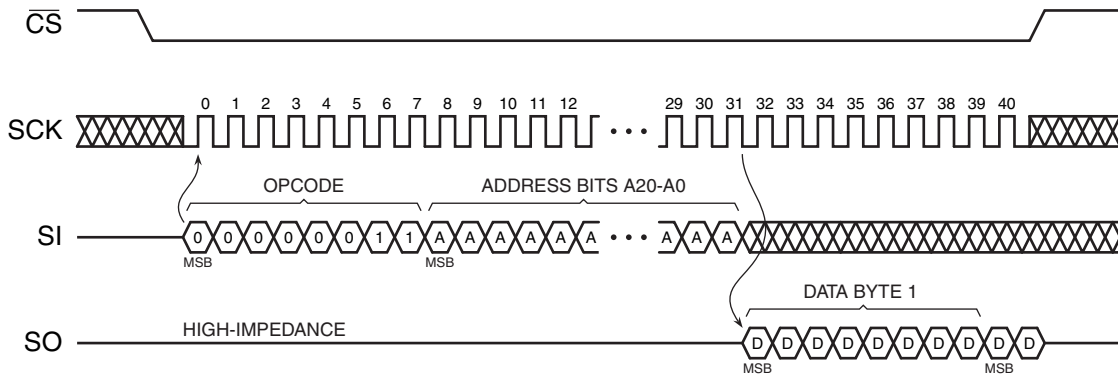 CS
0 1 2 3 4 5 6 7 8 9 10 11 12 29 30 31 32 33 34 35 36 37 38 39 40
SCK
OPCODE ADDRESS BITS A20-A0
SI 0 0 0 0 0 0 1 1 A A A A A A A A A
MSB MSB
DATA BYTE 1
HIGH-IMPEDANCE
SO D D D D D D D D D D
MSB MSB